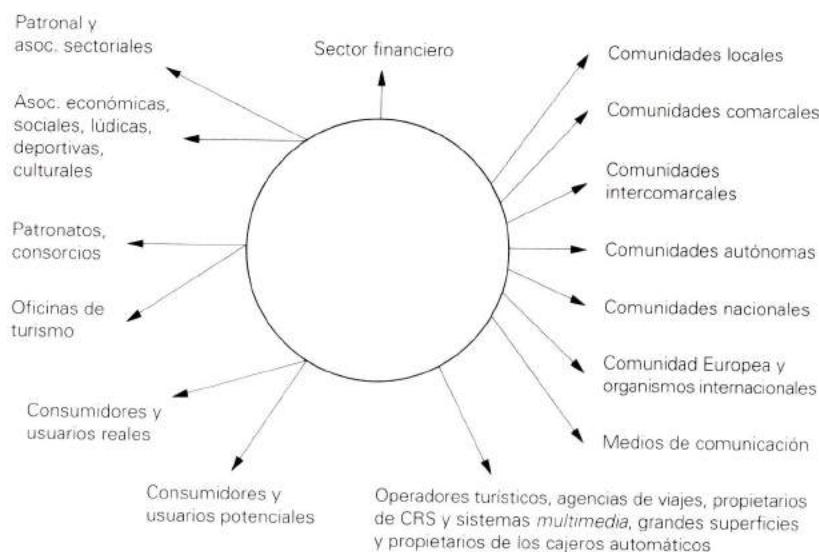 Patronal y
asoc. sectoriales
Sector financiero
Comunidades locales
Asoc. económicas,
sociales, lúdicas,
deportivas,
culturales
Comunidades comarcales
Comunidades
intercomarcales
Patronatos,
consorcios
Comunidades autónomas
Oficinas de
turismo
Comunidades nacionales
Comunidad Europea y
organismos internacionales
Consumidores y
usuarios reales
Medios de comunicación
Consumidores y
usuarios potenciales
Operadores turísticos, agencias de viajes, propietarios
de CRS y sistemas multimedia, grandes superficies
y propietarios de los cajeros automáticos